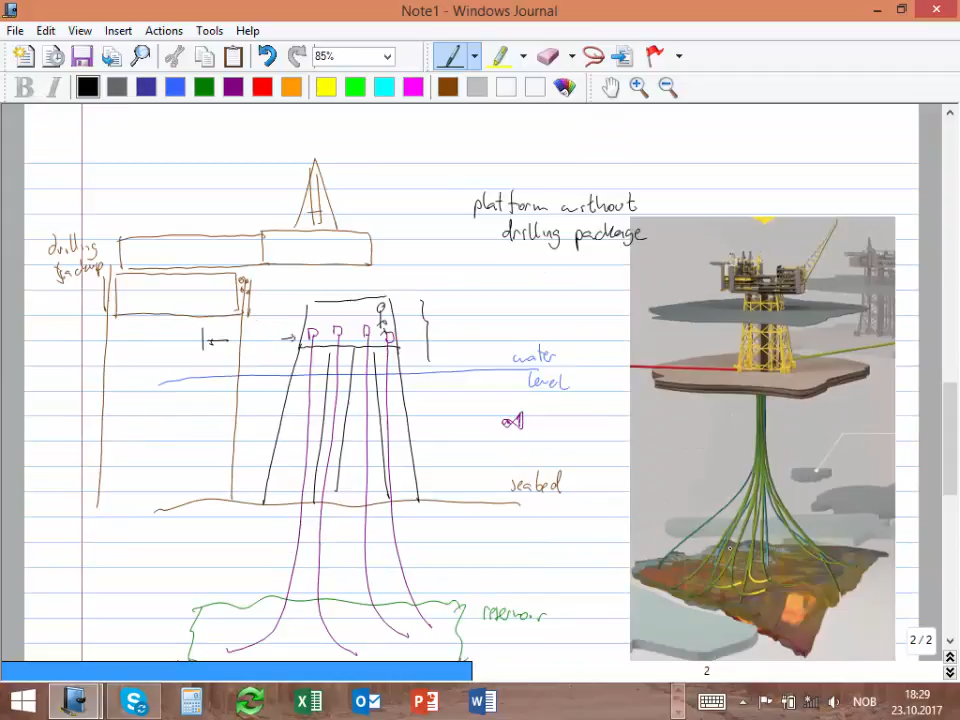 Note1 - Windows Journal
File Edit View Insert Actions Tools Help
85%
B I
platform without
drilling package
drilling
water
level
seabed
reservoir
2 / 2
2
NOB
18:29
23.10.2017